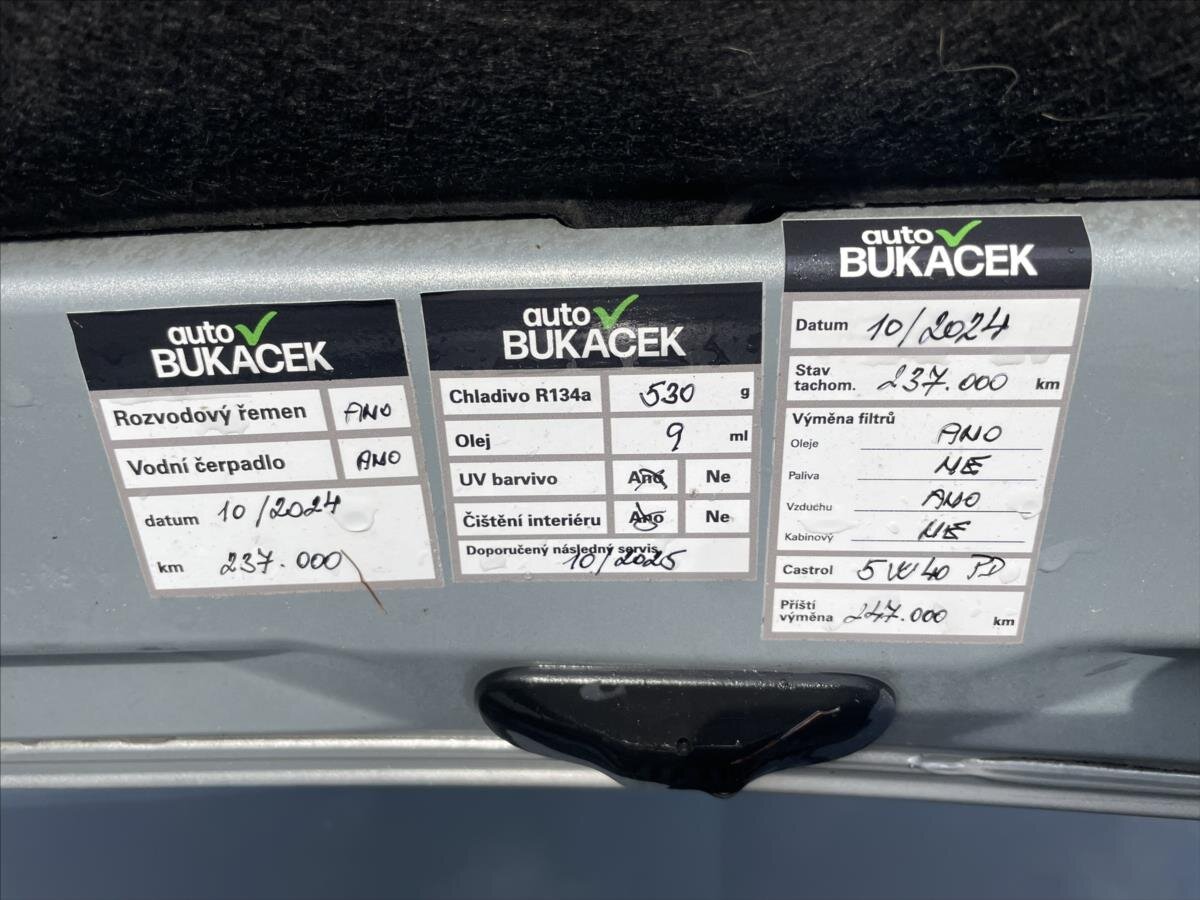 auto
BUKACEK
Rozvodový řemen ANO
Vodní čerpadlo ANO
datum 10/2024
km 237.000
auto
BUKACEK
Chladivo R134a 530 g
Olej 9 ml
UV barvivo Ano Ne
Čištění interiéru Ano Ne
Doporučený následný servis
10/2025
auto
BUKACEK
Datum 10/2024
Stav
tachom. 237.000 km
Výměna filtrů
Oleje ANO
Paliva NE
Vzduchu ANO
Kabinový NE
Castrol 5W40 PD
Příští
výměna 247.000 km